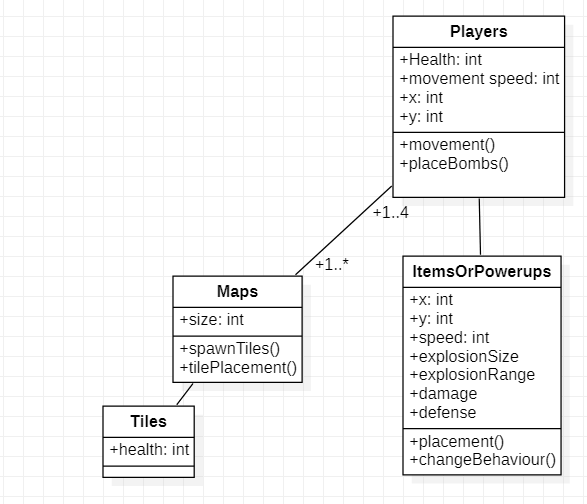 Players
+Health: int
+movement speed: int
+x: int
+y: int
+movement()
+placeBombs()
+1..4
+1..*
Maps
+size: int
+spawnTiles()
+tilePlacement()
Tiles
+health: int
ItemsOrPowerups
+x: int
+y: int
+speed: int
+explosionSize
+explosionRange
+damage
+defense
+placement()
+changeBehaviour()